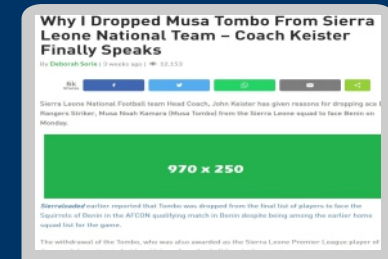 Why I Dropped Musa Tombo From Sierra
Leone National Team – Coach Keister
Finally Speaks
By Deborah Sorie | 3 weeks ago |
6k
Sierra Leone National Football team Head Coach, John Keister has given reasons for dropping ace
Rangers Striker, Musa Noah Kamara (Musa Tombo) from the Sierra Leone squad to face Benin on
Monday.
970 x 250
Sierraloaded earlier reported that Tombo was dropped from the final list of players to face the
Squirrels of Benin in the AFCON qualifying match in Benin despite being among the earlier home
squad list for the game.
The withdrawal of the Tombo, who was also awarded as the Sierra Leone Premier League player of